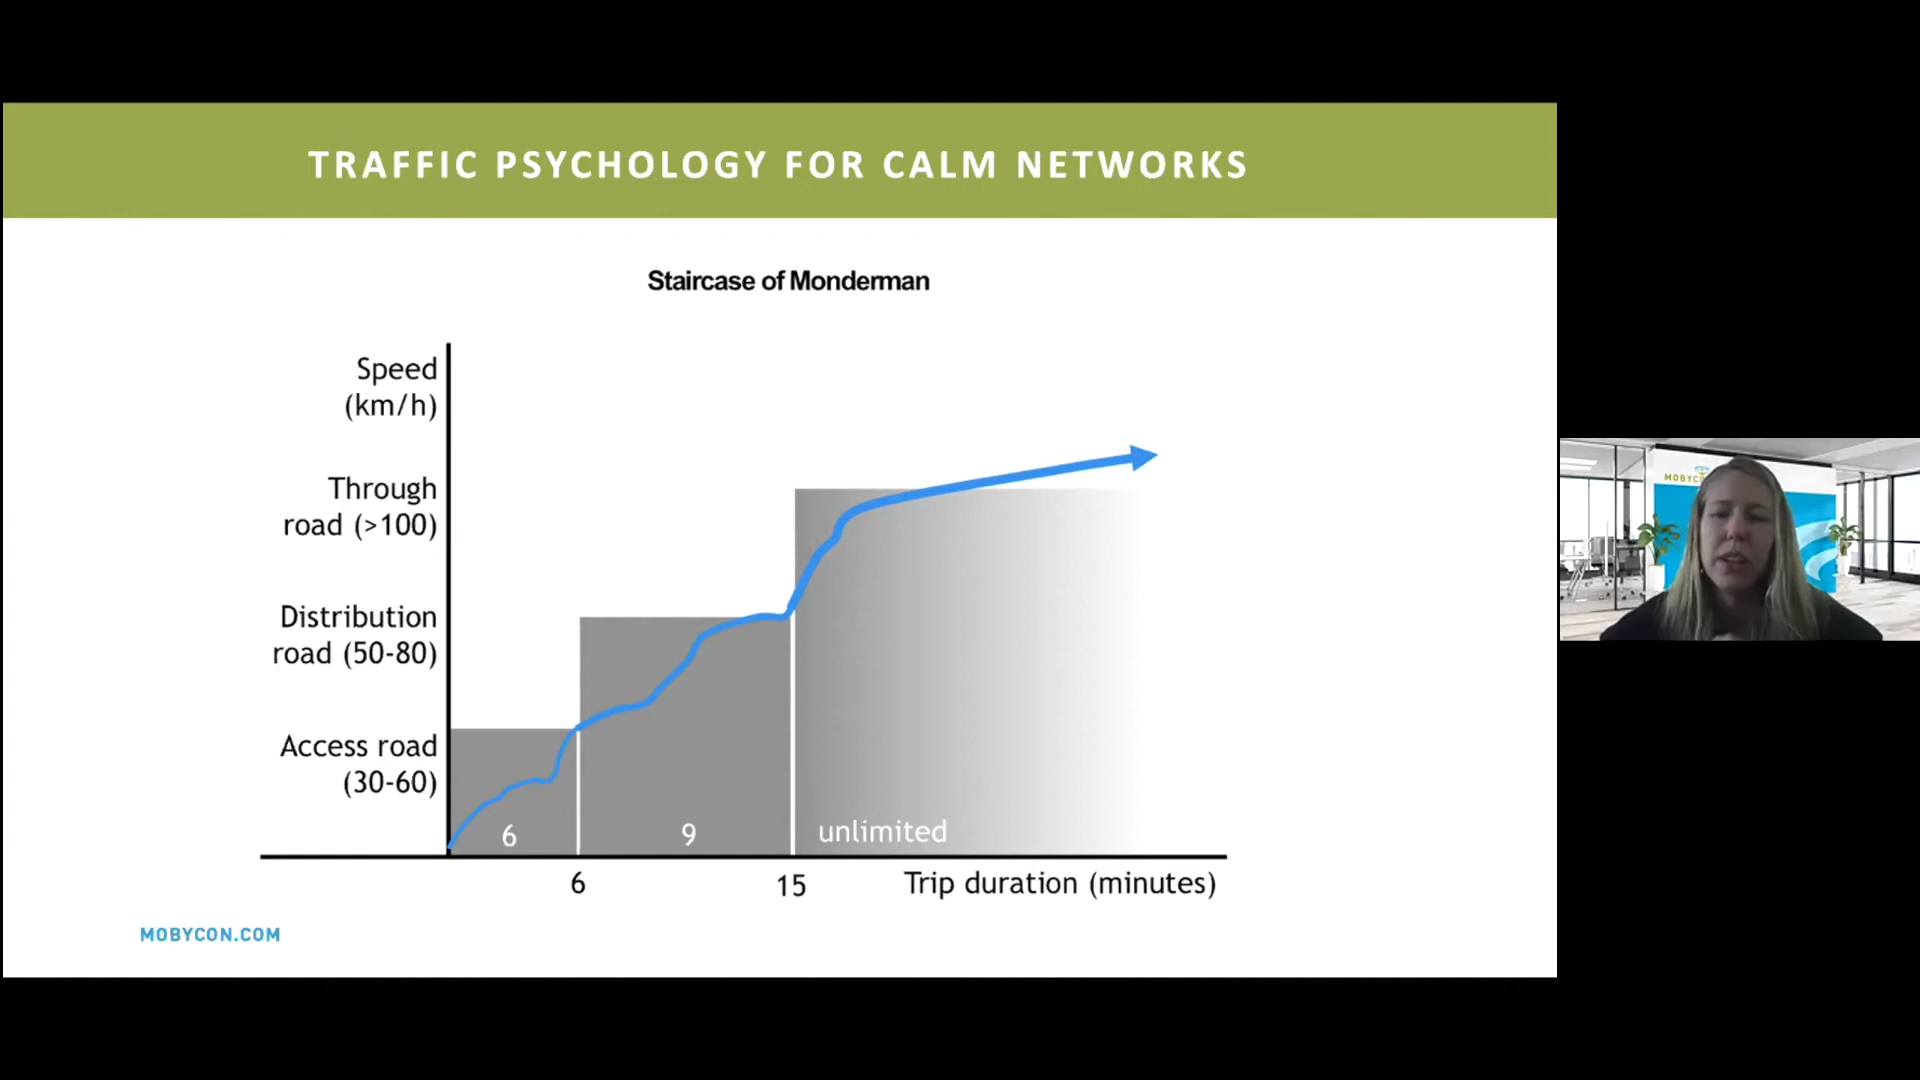 TRAFFIC PSYCHOLOGY FOR CALM NETWORKS
Staircase of Monderman
Speed
(km/h)
Through
road (>100)
Distribution
road (50-80)
Access road
(30-60)
6
9
unlimited
6
15
Trip duration (minutes)
MOBYCON.COM